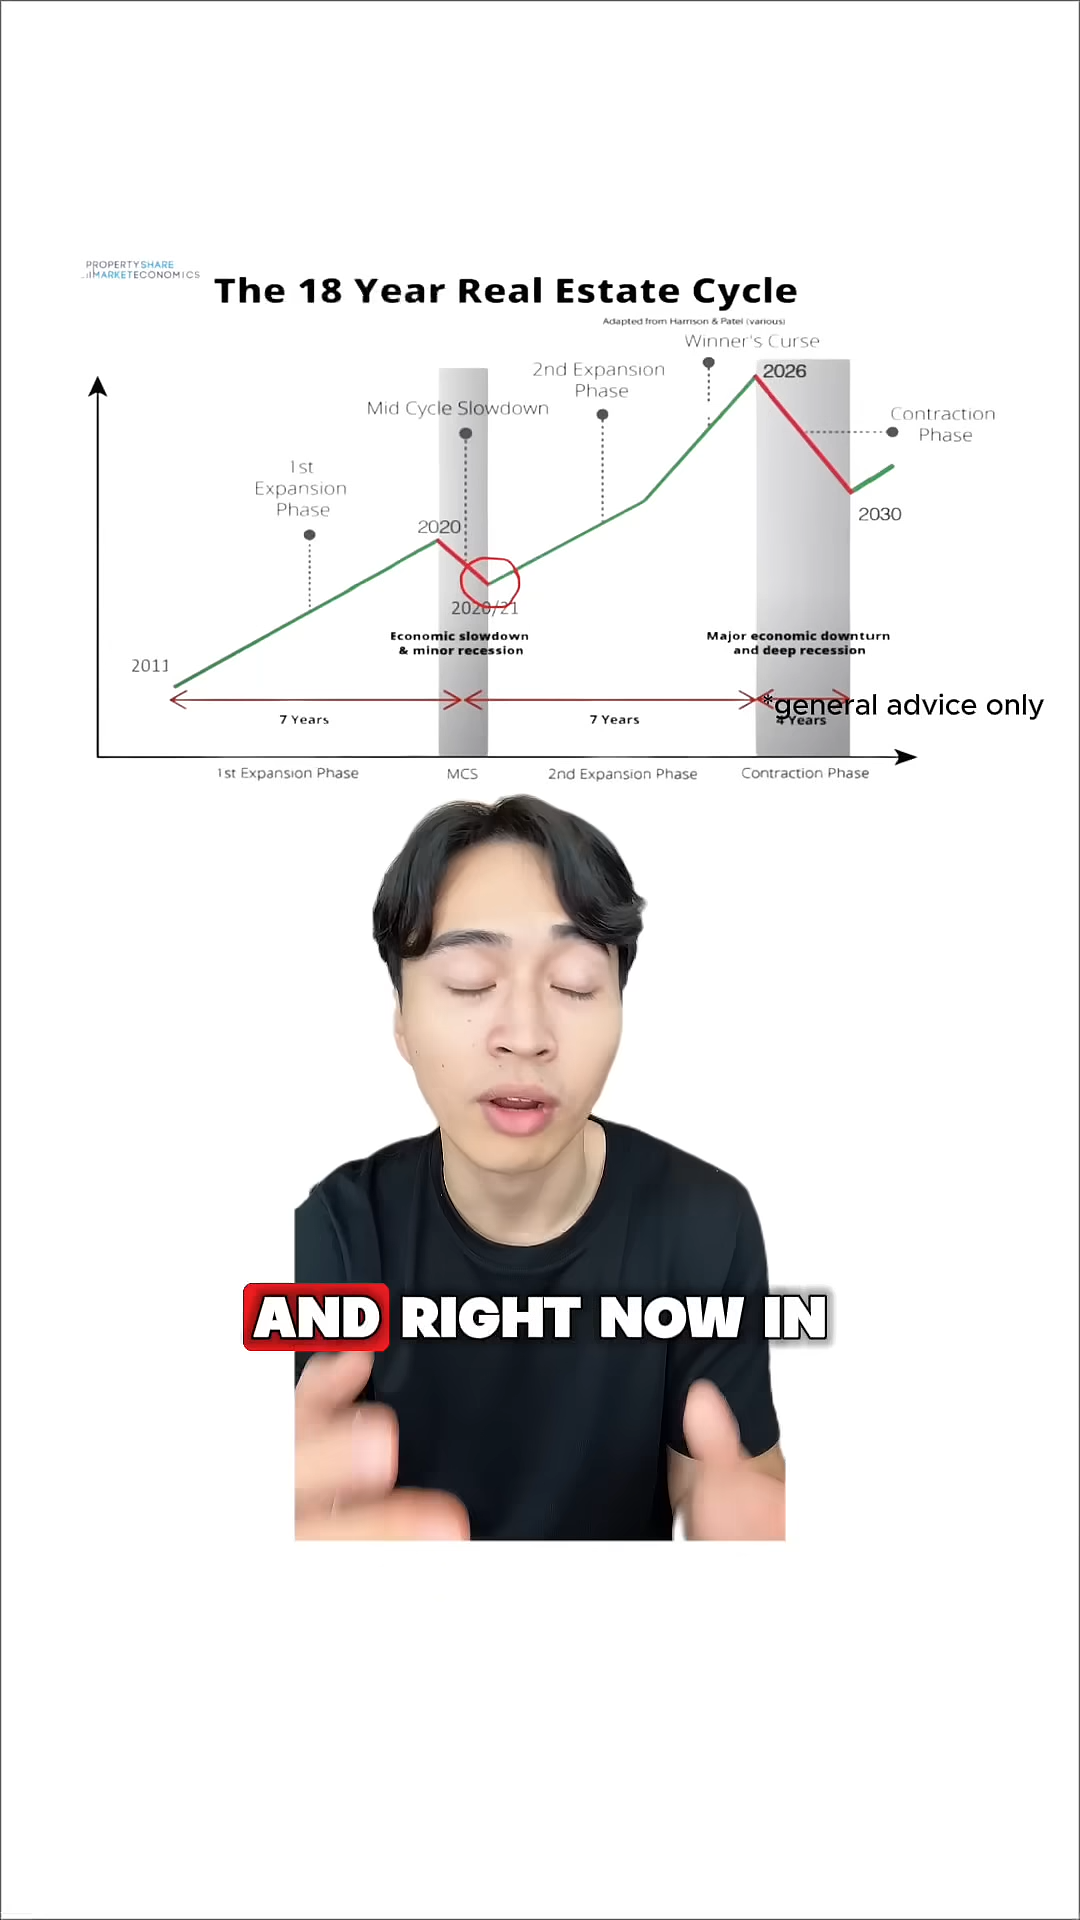 PROPERTYSHARE
MARKETECONOMICS
The 18 Year Real Estate Cycle
Adapted from Harrison & Patel (various)
Winner's Curse
2026
2nd Expansion
Phase
Mid Cycle Slowdown
Contraction
Phase
1st
Expansion
Phase
2020
2030
2020/21
Economic slowdown
& minor recession
Major economic downturn
and deep recession
2011
*general advice only
7 Years
7 Years
4 Years
1st Expansion Phase
MCS
2nd Expansion Phase
Contraction Phase
AND RIGHT NOW IN